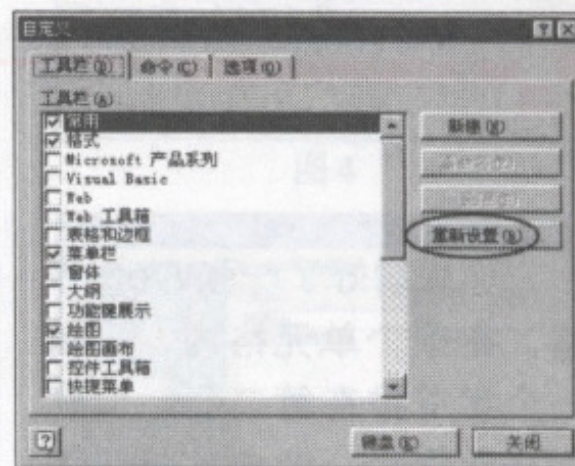 自定义
工具栏(B) 命令(C) 选项(O)
工具栏(A)
常用
格式
Microsoft 产品系列
Visual Basic
Web
Web 工具箱
表格和边框
菜单栏
窗体
大纲
功能键展示
绘图
绘图画布
控件工具箱
快捷菜单
新建(N)
重新设置(R)
键盘(K)
关闭